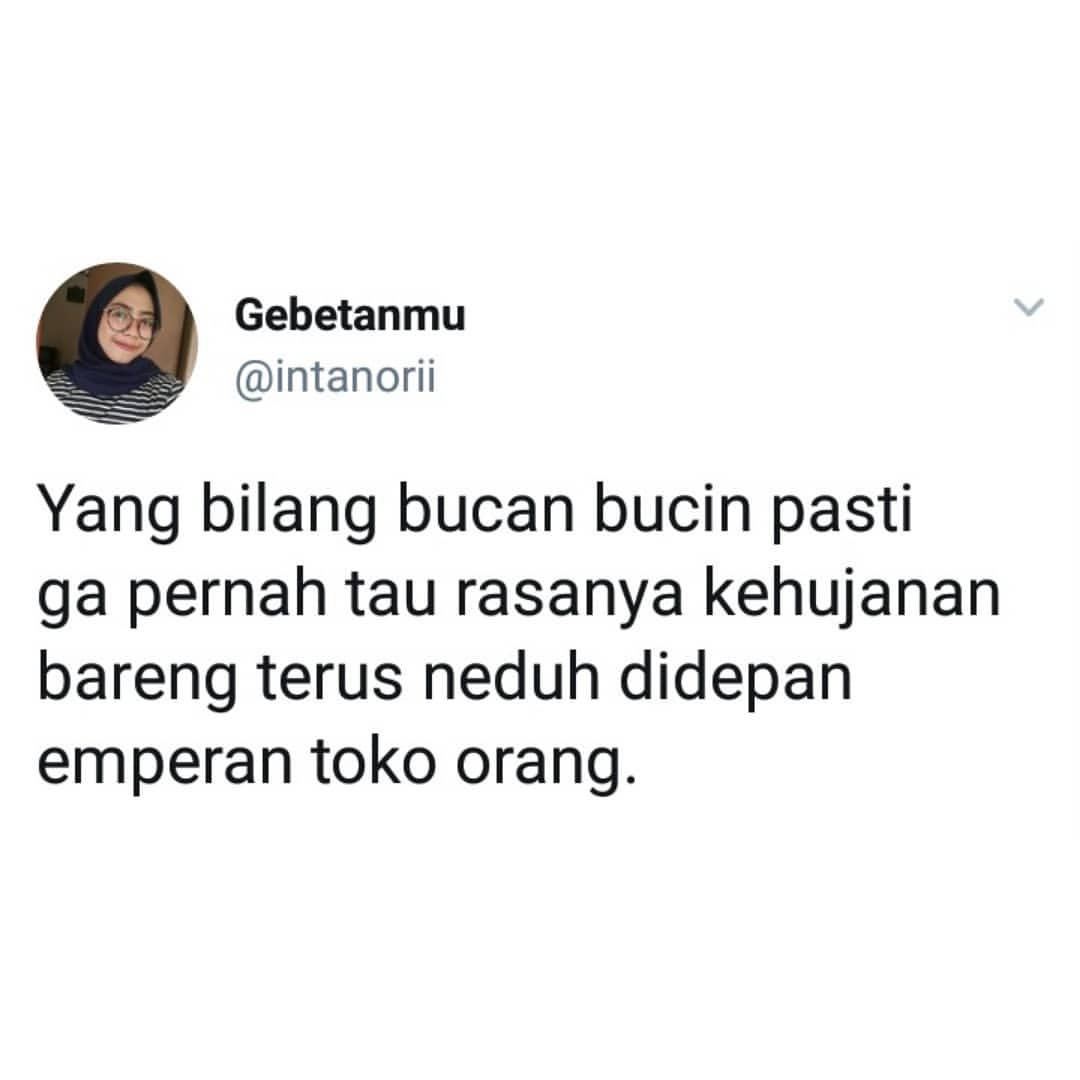 Gebetanmu
@intanorii
Yang bilang bucan bucin pasti
ga pernah tau rasanya kehujanan
bareng terus neduh didepan
emperan toko orang.